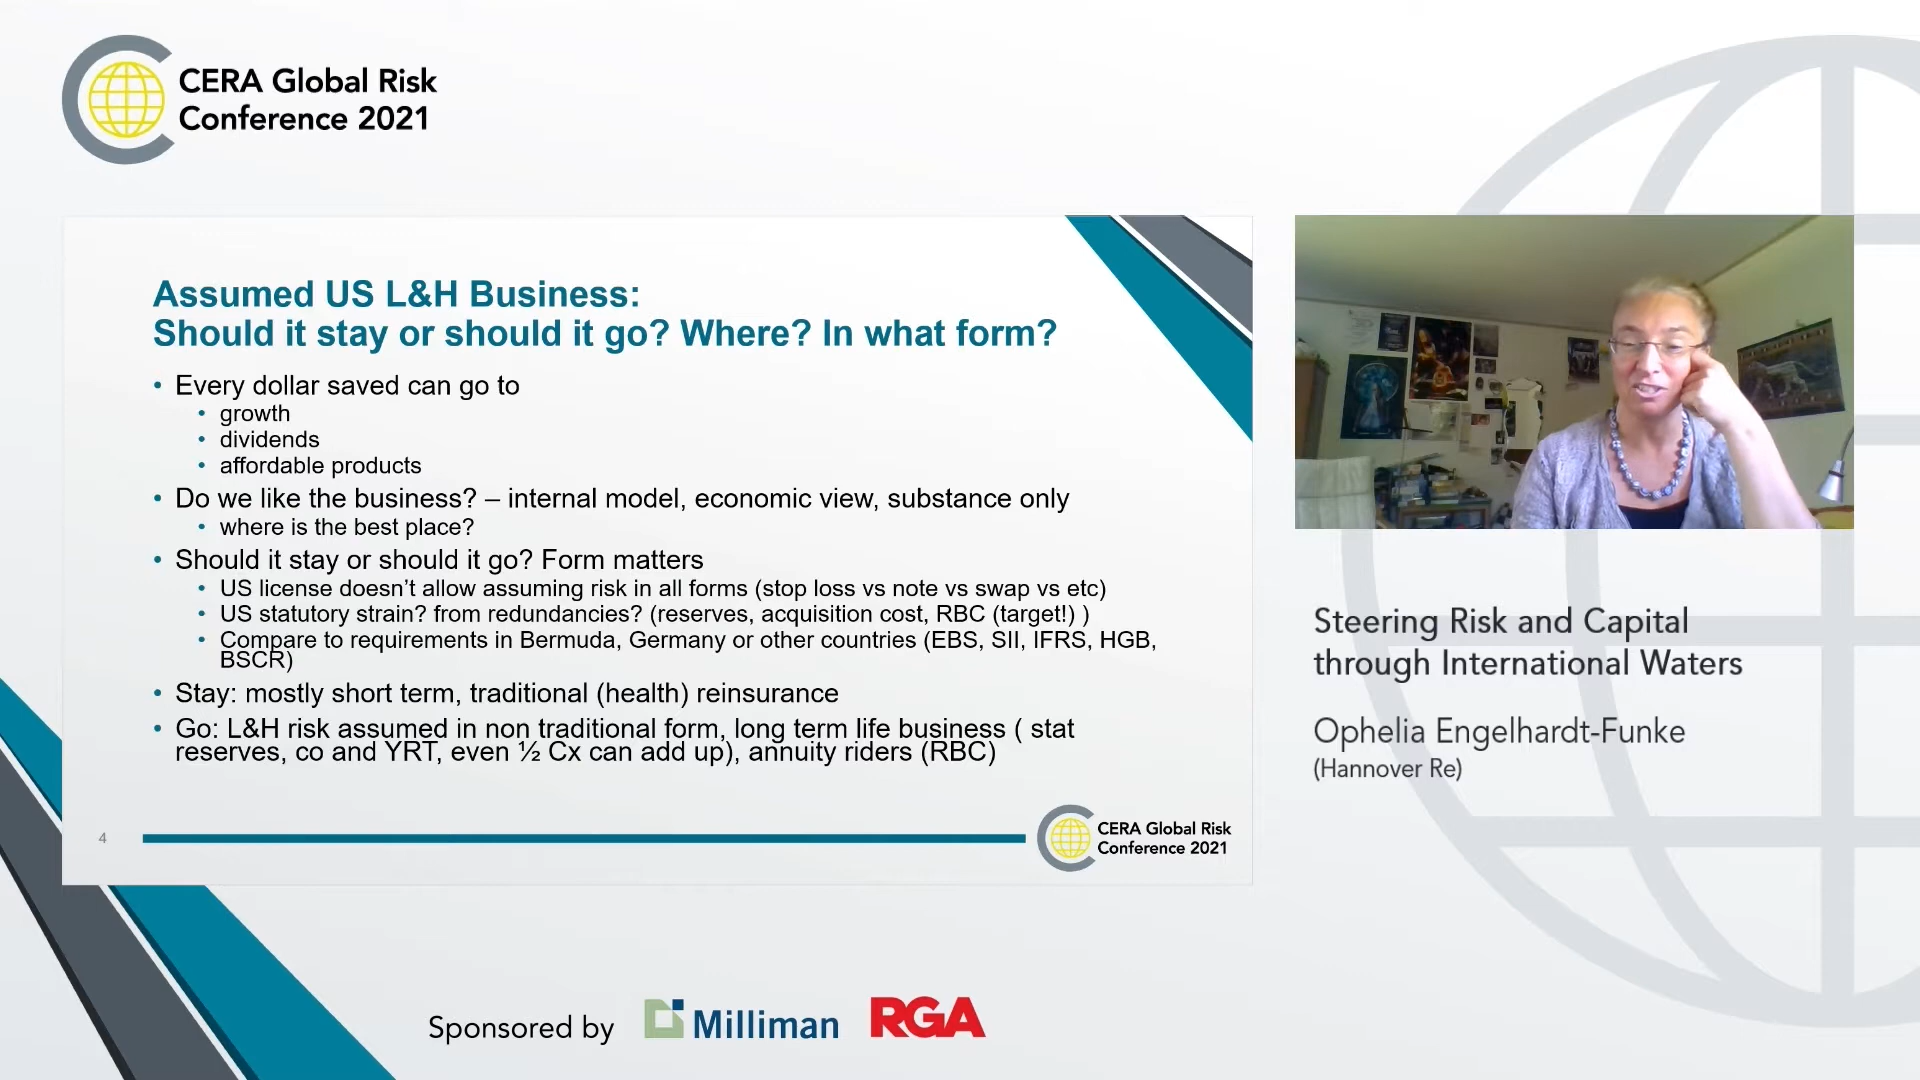 CERA Global Risk
Conference 2021
Assumed US L&H Business:
Should it stay or should it go? Where? In what form?
• Every dollar saved can go to
• growth
• dividends
• affordable products
• Do we like the business? – internal model, economic view, substance only
• where is the best place?
• Should it stay or should it go? Form matters
• US license doesn’t allow assuming risk in all forms (stop loss vs note vs swap vs etc)
• US statutory strain? from redundancies? (reserves, acquisition cost, RBC (target!) )
• Compare to requirements in Bermuda, Germany or other countries (EBS, SII, IFRS, HGB,
BSCR)
• Stay: mostly short term, traditional (health) reinsurance
• Go: L&H risk assumed in non traditional form, long term life business ( stat
reserves, co and YRT, even ½ Cx can add up), annuity riders (RBC)
4
CERA Global Risk
Conference 2021
Steering Risk and Capital
through International Waters
Ophelia Engelhardt-Funke
(Hannover Re)
Sponsored by Milliman RGA